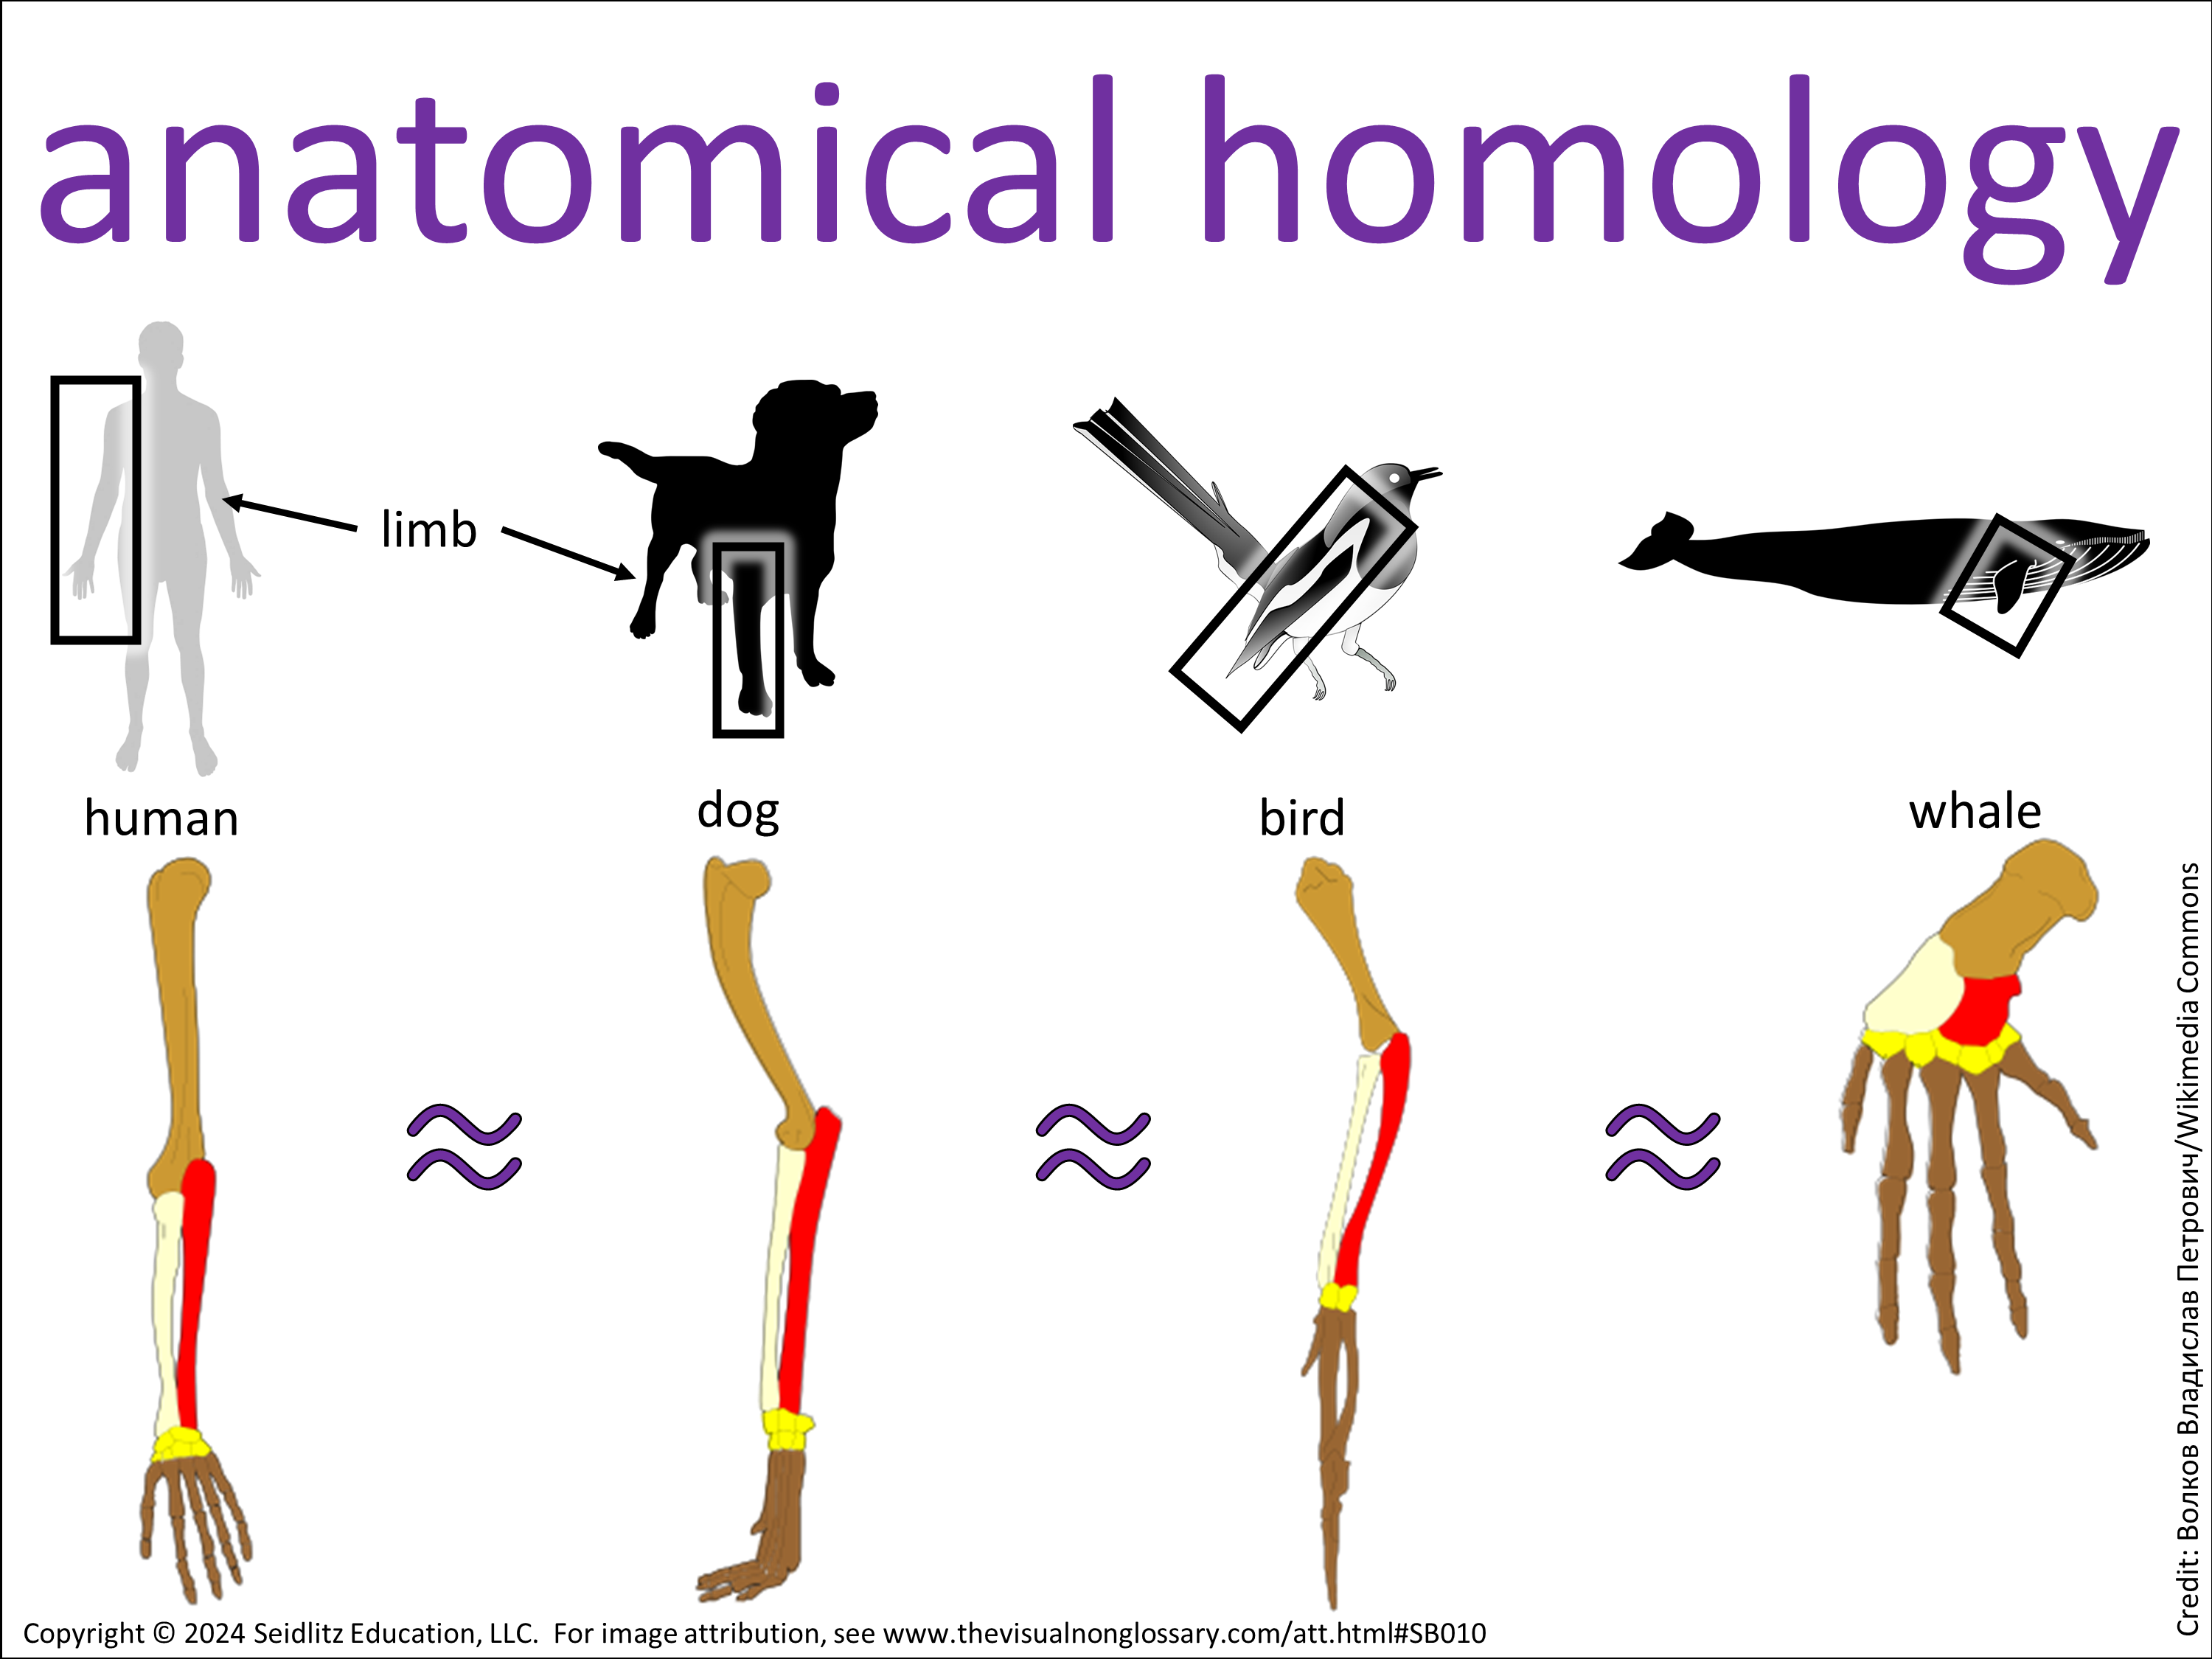 anatomical homology
limb
human
dog
bird
whale
Credit: Волков Владислав Петрович/Wikimedia Commons
Copyright © 2024 Seidlitz Education, LLC.  For image attribution, see www.thevisualnonglossary.com/att.html#SB010